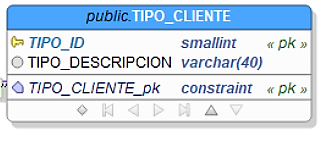 public.TIPO_CLIENTE
TIPO_ID smallint « pk »
TIPO_DESCRIPCION varchar(40)
TIPO_CLIENTE_pk constraint « pk »